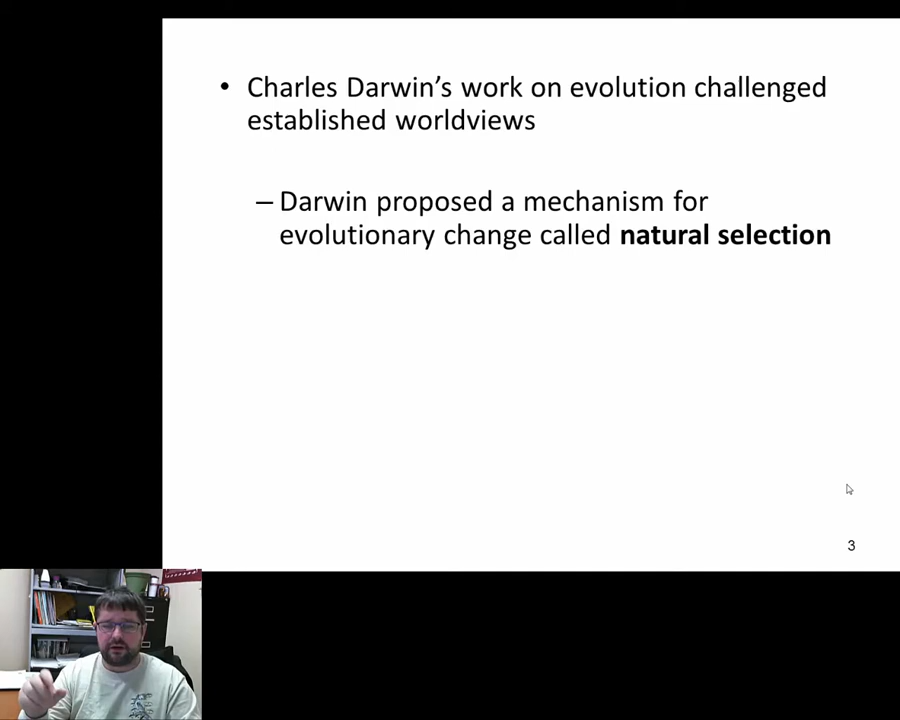 • Charles Darwin’s work on evolution challenged
established worldviews
– Darwin proposed a mechanism for
evolutionary change called natural selection
3